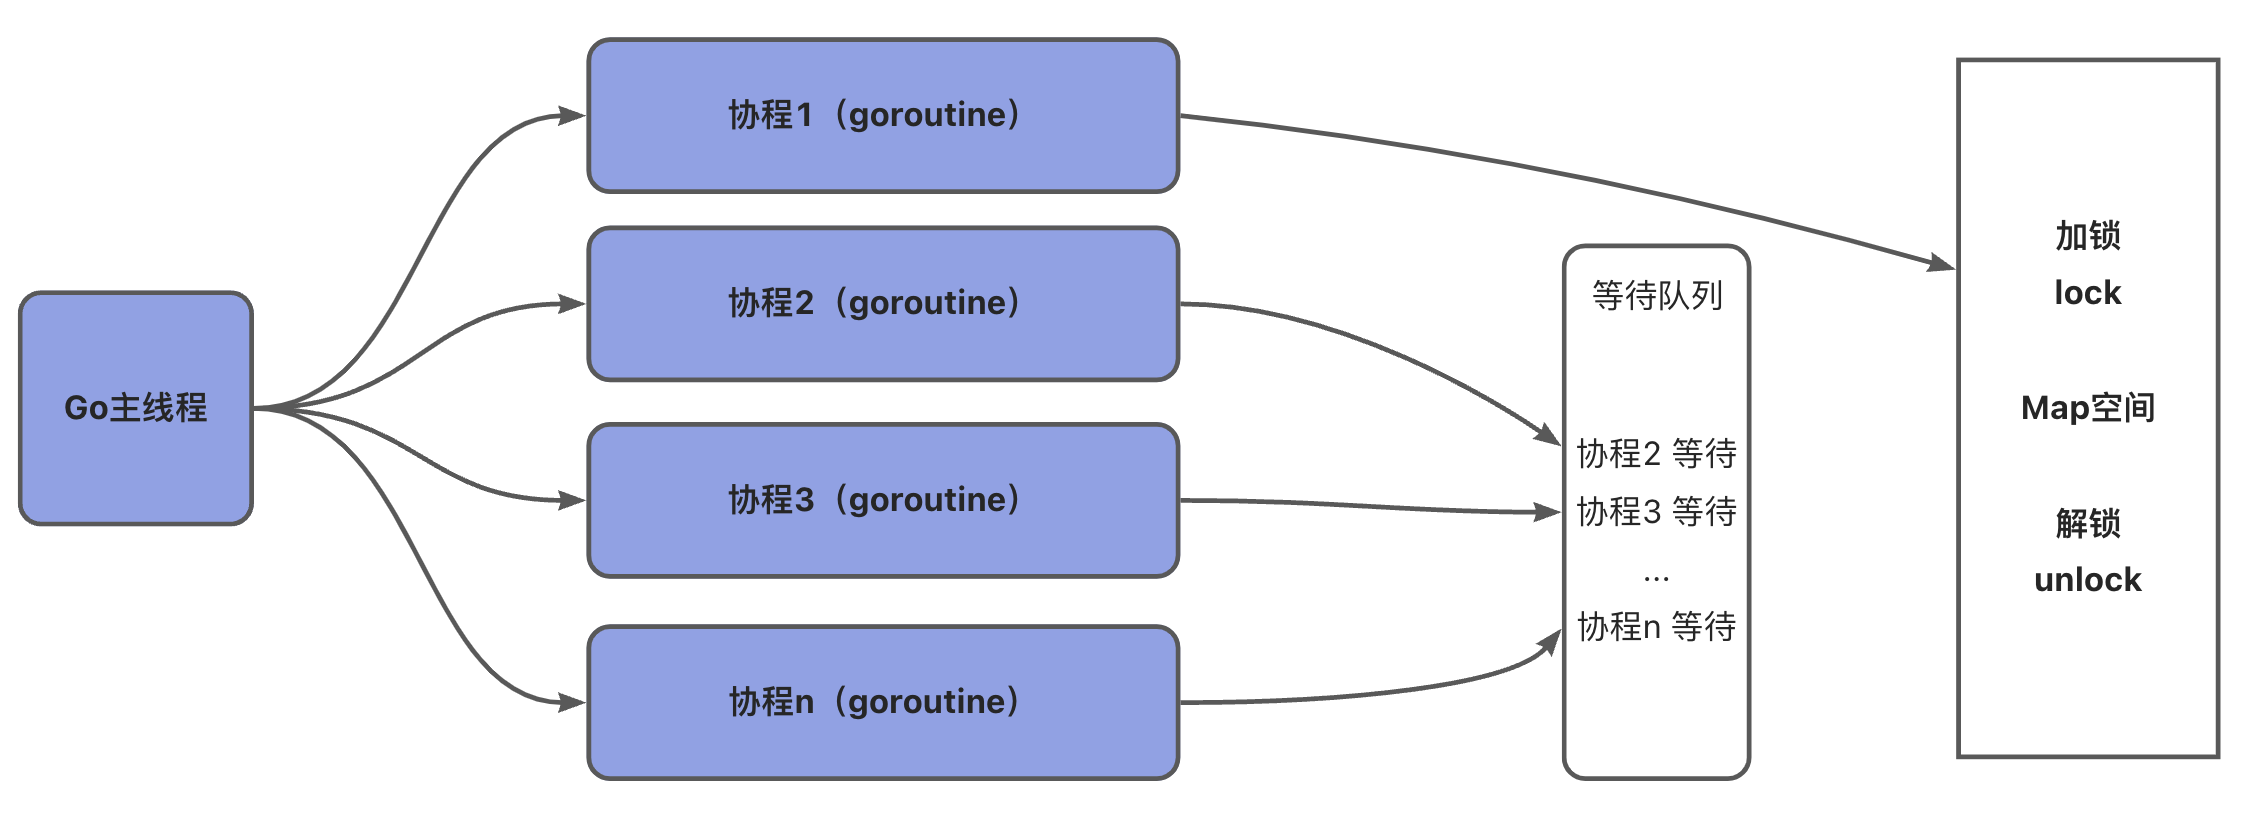 Go主线程
协程1（goroutine）
协程2（goroutine）
协程3（goroutine）
协程n（goroutine）
等待队列
协程2 等待
协程3 等待
...
协程n 等待
加锁
lock
Map空间
解锁
unlock